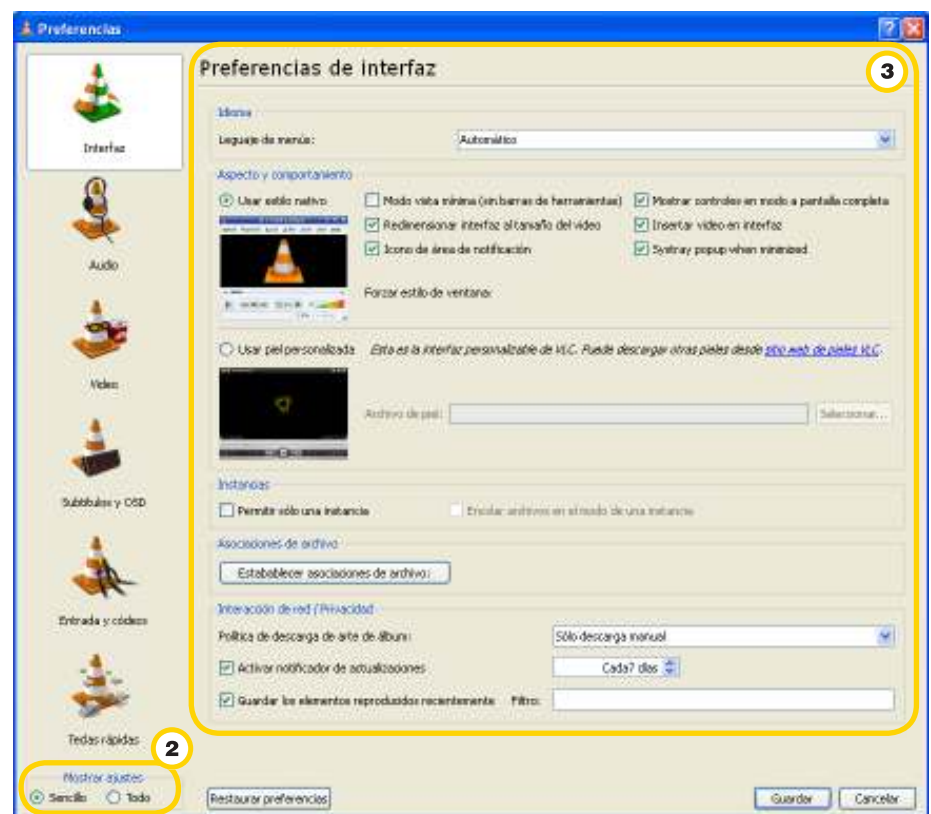 Preferencias
Preferencias de interfaz
3
Interfaz
Audio
Video
Subtítulos y OSD
Entrada y códecs
Teclas rápidas
2
Mostrar ajustes
Sencillo Todo
Idioma
Leguaje de menús: Automático
Aspecto y comportamiento
Usar estilo nativo
Modo vista mínima (sin barras de herramientas) Mostrar controles en modo a pantalla completa
Redimensionar interfaz al tamaño del video Insertar video en interfaz
Icono de área de notificación Systray popup when minimized
Forzar estilo de ventana:
Usar piel personalizada Esta es la interfaz personalizable de VLC. Puede descargar otras pieles desde sitio web de pieles VLC.
Archivo de piel: Seleccionar...
Instancias
Permitir sólo una instancia Encolar archivos en el modo de una instancia
Asociaciones de archivo
Estabablecer asociaciones de archivo:
Interacción de red / Privacidad
Política de descarga de arte de álbum: Sólo descarga manual
Activar notificador de actualizaciones Cada7 días
Guardar los elementos reproducidos recientemente Filtro:
Restaurar preferencias Guardar Cancelar